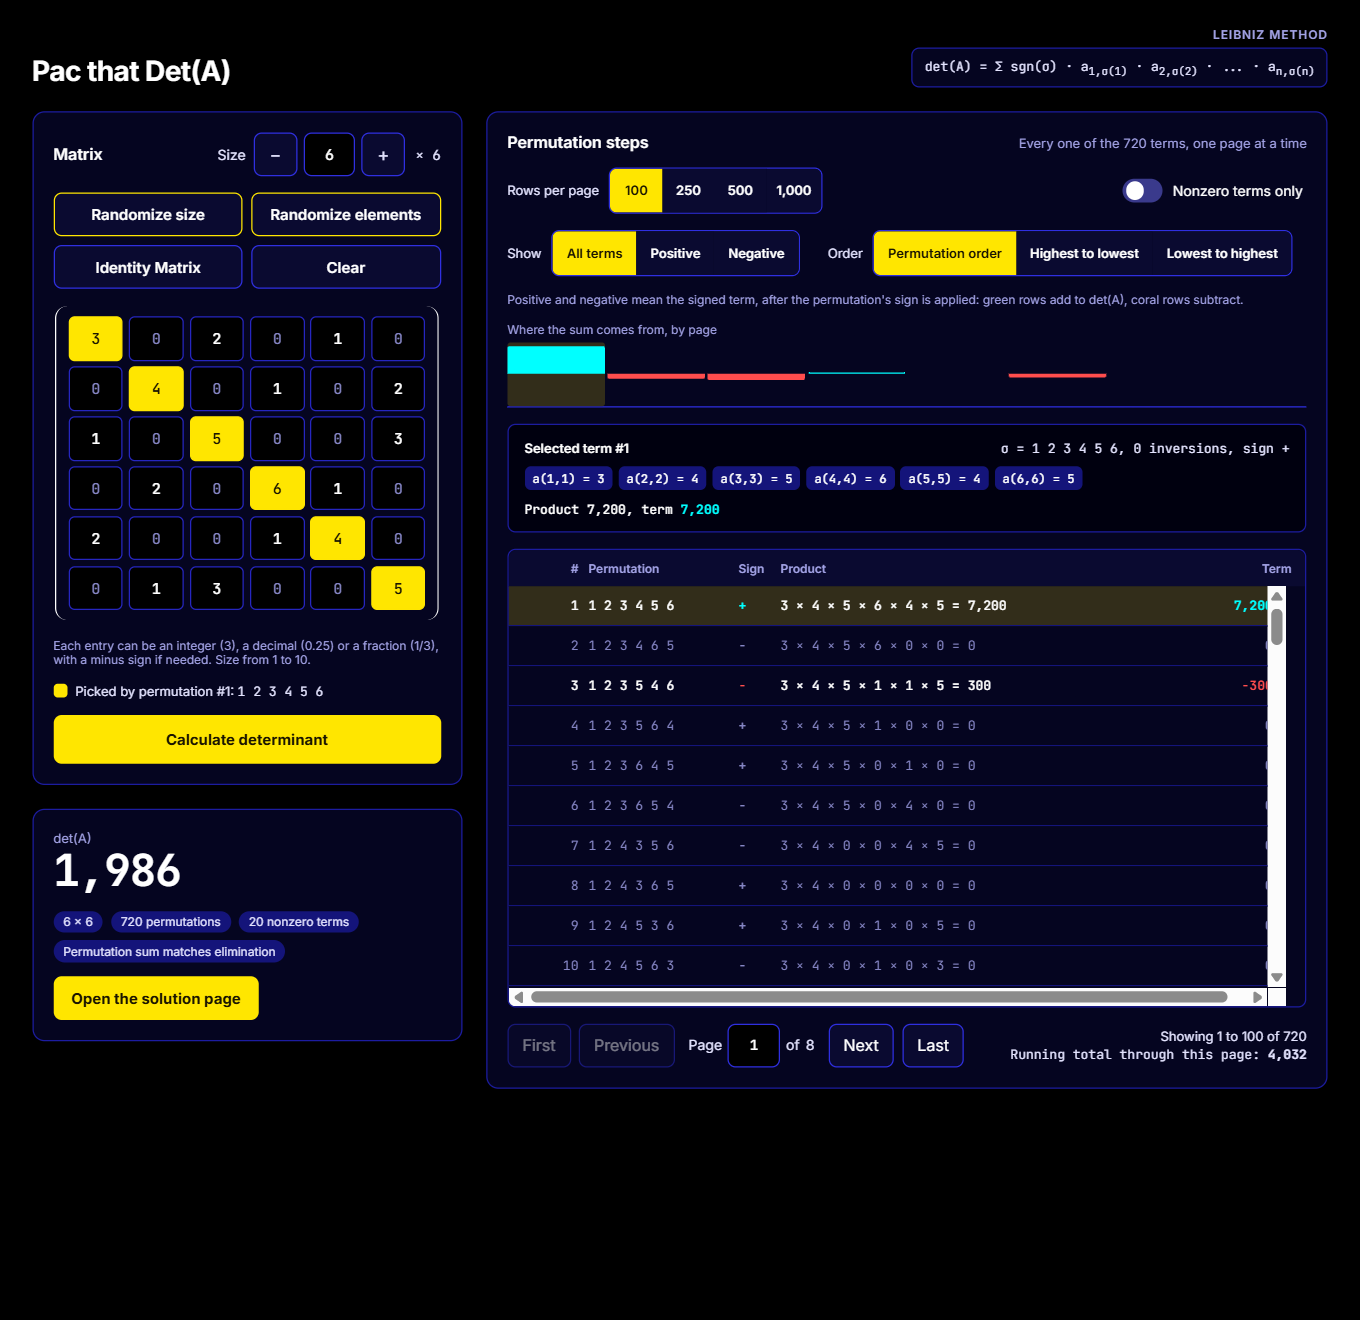 LEIBNIZ METHOD
Pac that Det(A)
det(A) = Σ sgn(σ) · a1,σ(1) · a2,σ(2) · ... · an,σ(n)
Matrix
Size − 6 + × 6
Randomize size Randomize elements
Identity Matrix Clear
3 0 2 0 1 0
0 4 0 1 0 2
1 0 5 0 0 3
0 2 0 6 1 0
2 0 0 1 4 0
0 1 3 0 0 5
Each entry can be an integer (3), a decimal (0.25) or a fraction (1/3),
with a minus sign if needed. Size from 1 to 10.
Picked by permutation #1: 1 2 3 4 5 6
Calculate determinant
det(A)
1,986
6 × 6 720 permutations 20 nonzero terms
Permutation sum matches elimination
Open the solution page
Permutation steps
Every one of the 720 terms, one page at a time
Rows per page 100 250 500 1,000 Nonzero terms only
Show All terms Positive Negative Order Permutation order Highest to lowest Lowest to highest
Positive and negative mean the signed term, after the permutation's sign is applied: green rows add to det(A), coral rows subtract.
Where the sum comes from, by page
Selected term #1 σ = 1 2 3 4 5 6, 0 inversions, sign +
a(1,1) = 3 a(2,2) = 4 a(3,3) = 5 a(4,4) = 6 a(5,5) = 4 a(6,6) = 5
Product 7,200, term 7,200
# Permutation Sign Product Term
1 1 2 3 4 5 6 + 3 × 4 × 5 × 6 × 4 × 5 = 7,200 7,200
2 1 2 3 4 6 5 - 3 × 4 × 5 × 6 × 0 × 0 = 0
3 1 2 3 5 4 6 - 3 × 4 × 5 × 1 × 1 × 5 = 300 -300
4 1 2 3 5 6 4 + 3 × 4 × 5 × 1 × 0 × 0 = 0
5 1 2 3 6 4 5 + 3 × 4 × 5 × 0 × 1 × 0 = 0
6 1 2 3 6 5 4 - 3 × 4 × 5 × 0 × 4 × 0 = 0
7 1 2 4 3 5 6 - 3 × 4 × 0 × 0 × 4 × 5 = 0
8 1 2 4 3 6 5 + 3 × 4 × 0 × 0 × 0 × 0 = 0
9 1 2 4 5 3 6 + 3 × 4 × 0 × 1 × 0 × 5 = 0
10 1 2 4 5 6 3 - 3 × 4 × 0 × 1 × 0 × 3 = 0
First Previous Page 1 of 8 Next Last
Showing 1 to 100 of 720
Running total through this page: 4,032